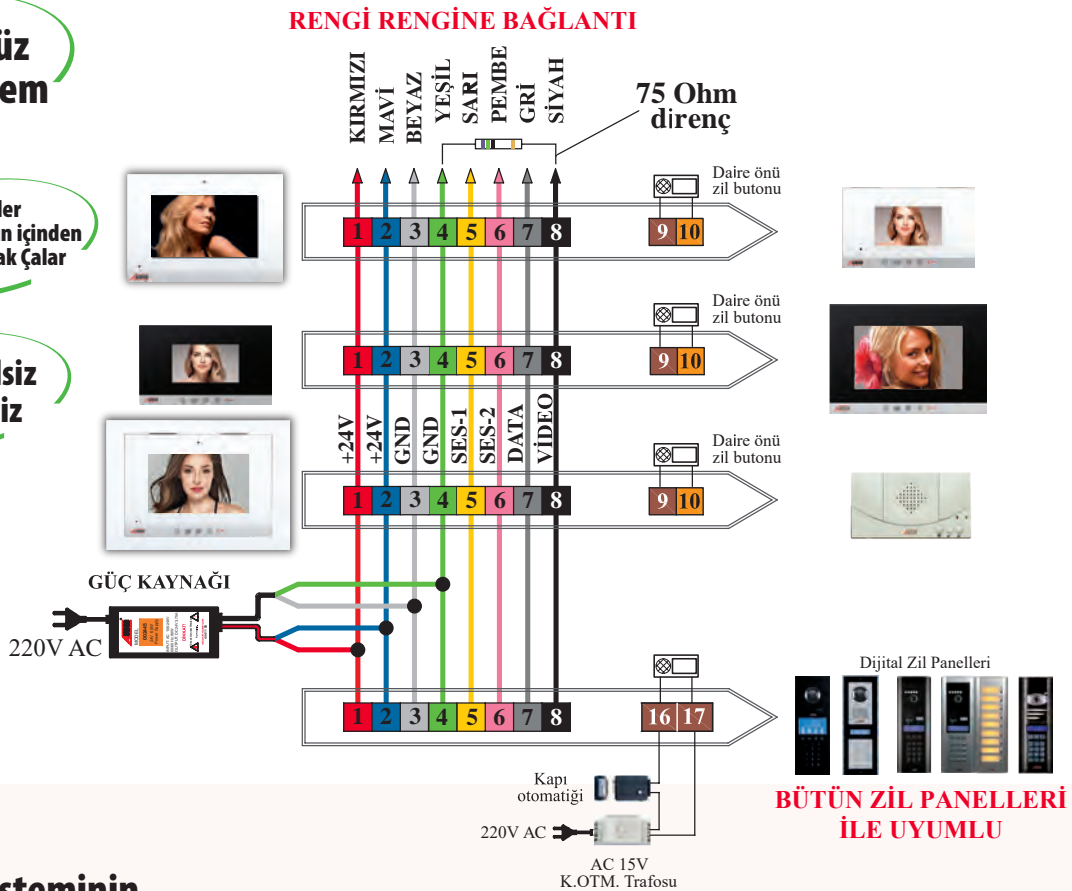 RENGİ RENGİNE BAĞLANTI
üz
em
KIRMIZI
MAVİ
BEYAZ
YEŞİL
SARI
PEMBE
GRİ
SİYAH
75 Ohm
direnç
ler
n içinden
ak Çalar
Daire önü
zil butonu
1 2 3 4 5 6 7 8
9 10
Daire önü
zil butonu
1 2 3 4 5 6 7 8
9 10
siz
iz
+24V
+24V
GND
GND
SES-1
SES-2
DATA
VİDEO
Daire önü
zil butonu
1 2 3 4 5 6 7 8
9 10
GÜÇ KAYNAĞI
220V AC
1 2 3 4 5 6 7 8
16 17
Dijital Zil Panelleri
Kapı
otomatiği
220V AC
AC 15V
K.OTM. Trafosu
BÜTÜN ZİL PANELLERİ
İLE UYUMLU
steminin